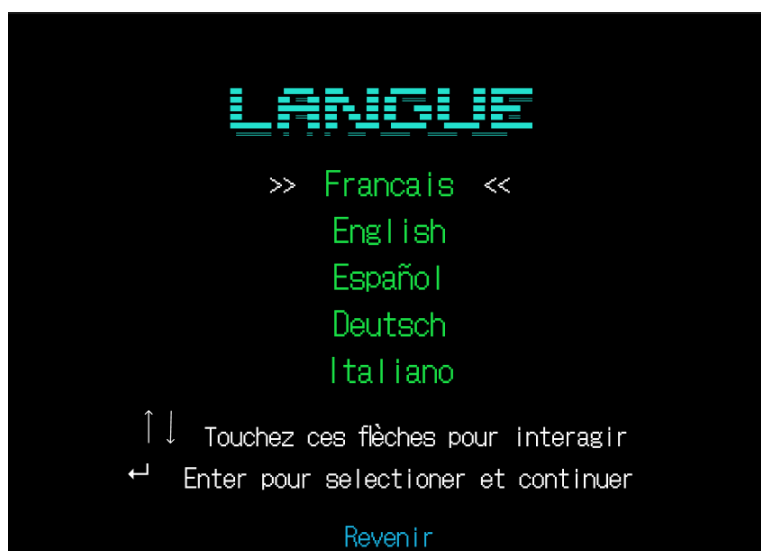 LANGUE
>> Francais <<
English
Español
Deutsch
Italiano
↑↓ Touchez ces flèches pour interagir
↵ Enter pour selectioner et continuer
Revenir